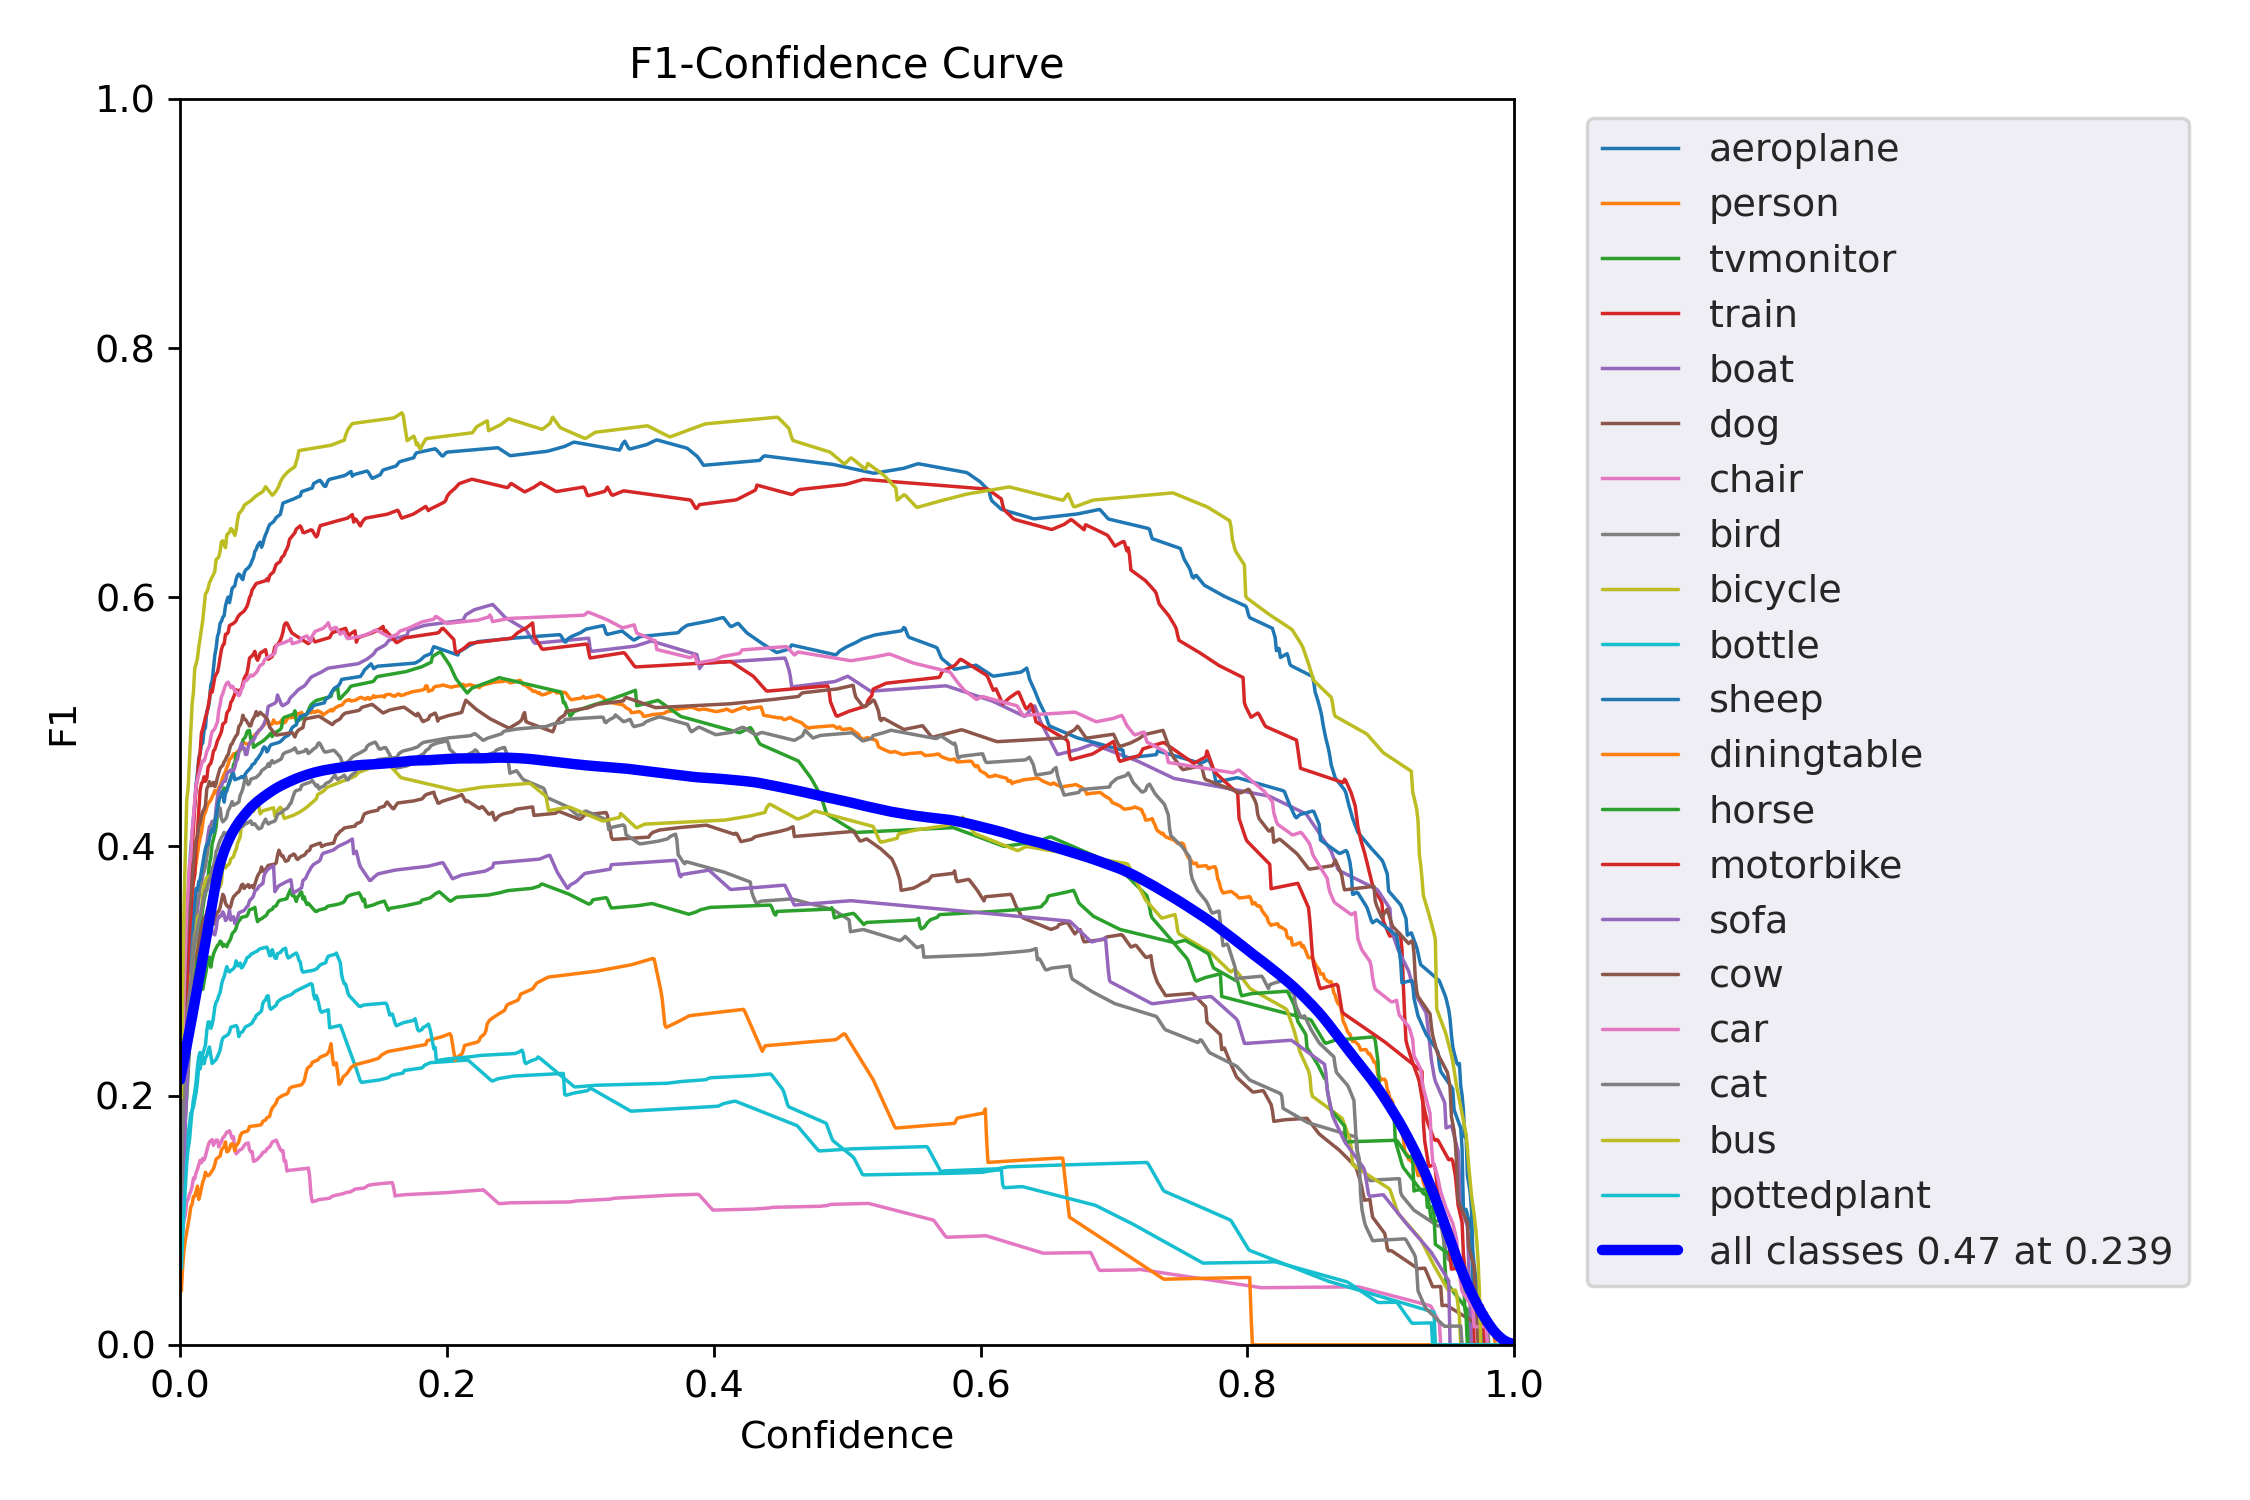 F1-Confidence Curve
1.0
0.8
0.6
0.4
0.2
0.0
F1
0.0 0.2 0.4 0.6 0.8 1.0
Confidence
aeroplane
person
tvmonitor
train
boat
dog
chair
bird
bicycle
bottle
sheep
diningtable
horse
motorbike
sofa
cow
car
cat
bus
pottedplant
all classes 0.47 at 0.239